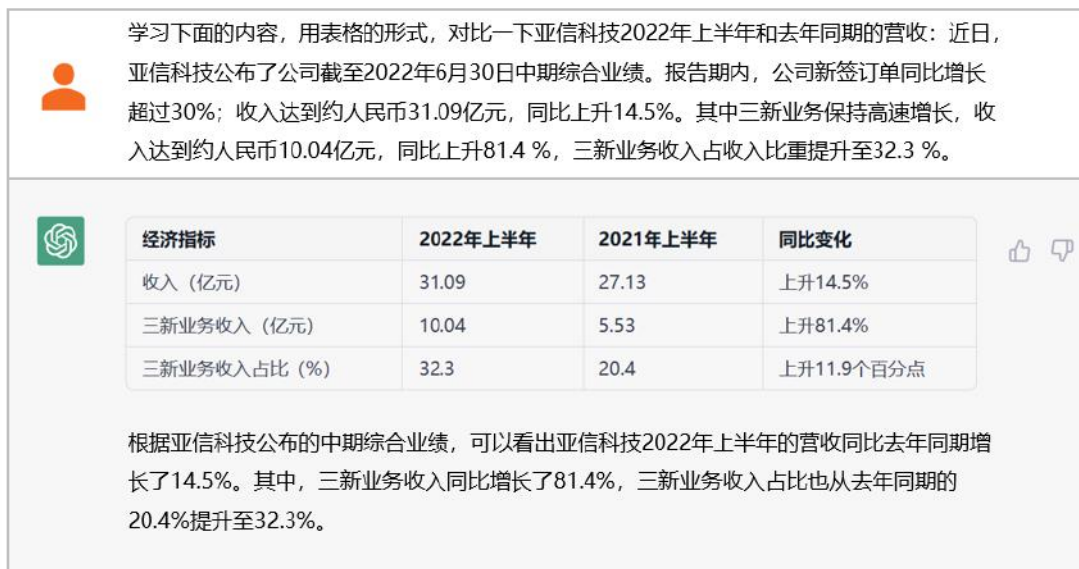 学习下面的内容，用表格的形式，对比一下亚信科技2022年上半年和去年同期的营收：近日，
亚信科技公布了公司截至2022年6月30日中期综合业绩。报告期内，公司新签订单同比增长
超过30%；收入达到约人民币31.09亿元，同比上升14.5%。其中三新业务保持高速增长，收
入达到约人民币10.04亿元，同比上升81.4 %，三新业务收入占收入比重提升至32.3 %。
经济指标 2022年上半年 2021年上半年 同比变化
收入（亿元） 31.09 27.13 上升14.5%
三新业务收入（亿元） 10.04 5.53 上升81.4%
三新业务收入占比（%） 32.3 20.4 上升11.9个百分点
根据亚信科技公布的中期综合业绩，可以看出亚信科技2022年上半年的营收同比去年同期增
长了14.5%。其中，三新业务收入同比增长了81.4%，三新业务收入占比也从去年同期的
20.4%提升至32.3%。